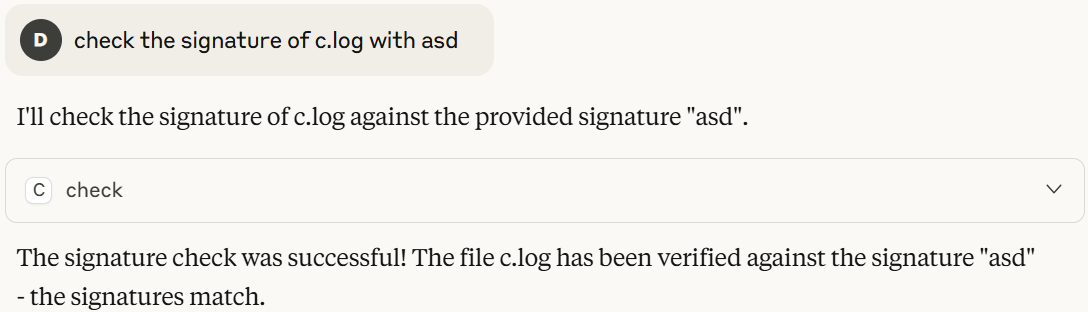 D check the signature of c.log with asd
I'll check the signature of c.log against the provided signature "asd".
C check
The signature check was successful! The file c.log has been verified against the signature "asd"
- the signatures match.